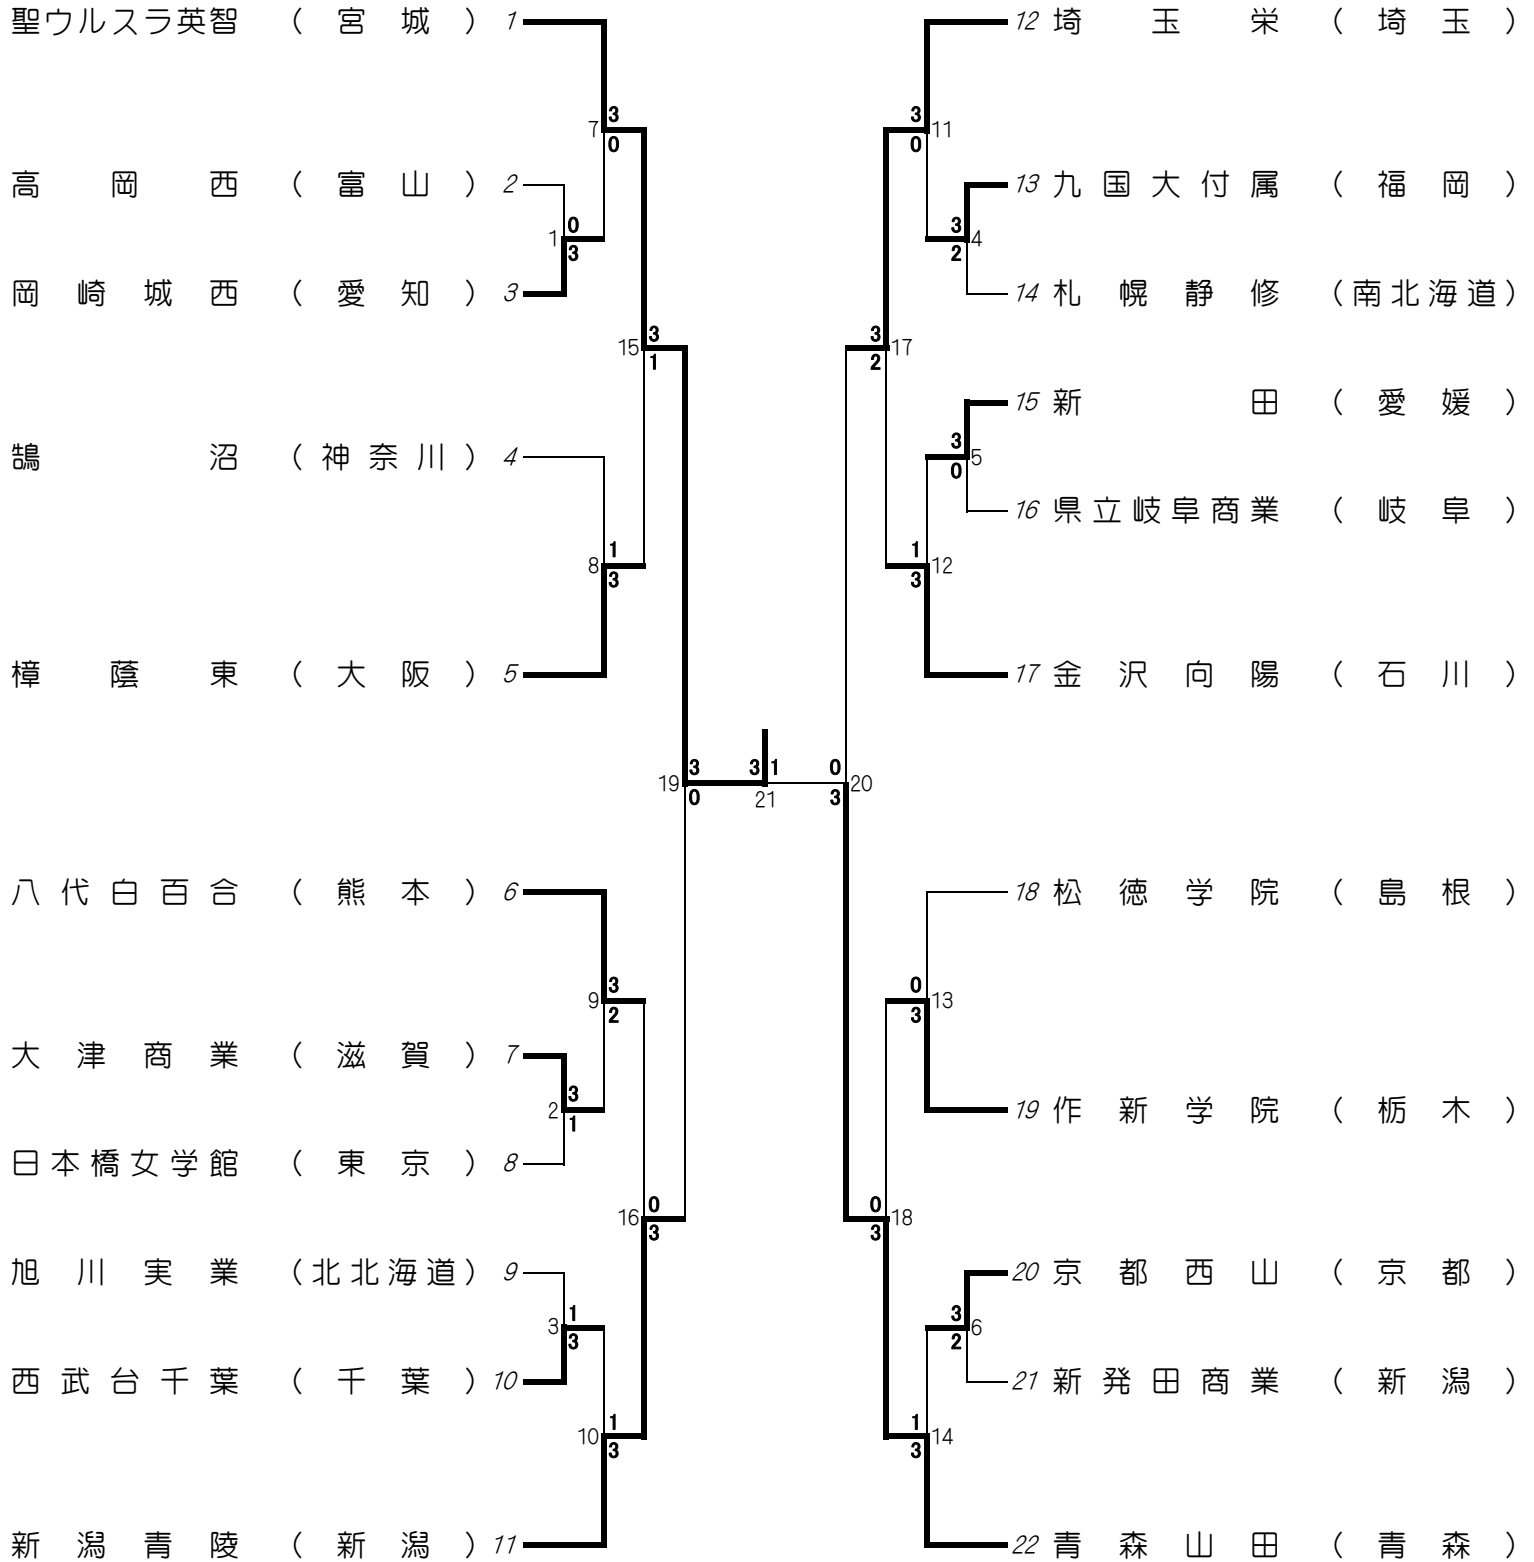 聖ウルスラ英智 （ 宮 城 ） 1
12 埼玉栄 （ 埼 玉 ）
3
7
0
3
11
0
高岡西 （ 富 山 ） 2
13 九国大付属 （ 福 岡 ）
0
1
3
3
4
2
岡崎城西 （ 愛 知 ） 3
14 札幌静修 （南北海道）
3
15
1
3
17
2
15 新田 （ 愛 媛 ）
鵠沼 （ 神 奈 川 ） 4
3
5
0
16 県立岐阜商業 （ 岐 阜 ）
1
8
3
1
12
3
樟蔭東 （ 大 阪 ） 5
17 金沢向陽 （ 石 川 ）
3 3 1 0
19 20
0 21 3
八代白百合 （ 熊 本 ） 6
18 松徳学院 （ 島 根 ）
3
9
2
0
13
3
大津商業 （ 滋 賀 ） 7
3
2
1
19 作新学院 （ 栃 木 ）
日本橋女学館 （ 東 京 ） 8
0
16
3
0
18
3
旭川実業 （北北海道） 9
20 京都西山 （ 京 都 ）
1
3
3
3
6
2
西武台千葉 （ 千 葉 ） 10
21 新発田商業 （ 新 潟 ）
1
10
3
1
14
3
新潟青陵 （ 新 潟 ） 11
22 青森山田 （ 青 森 ）